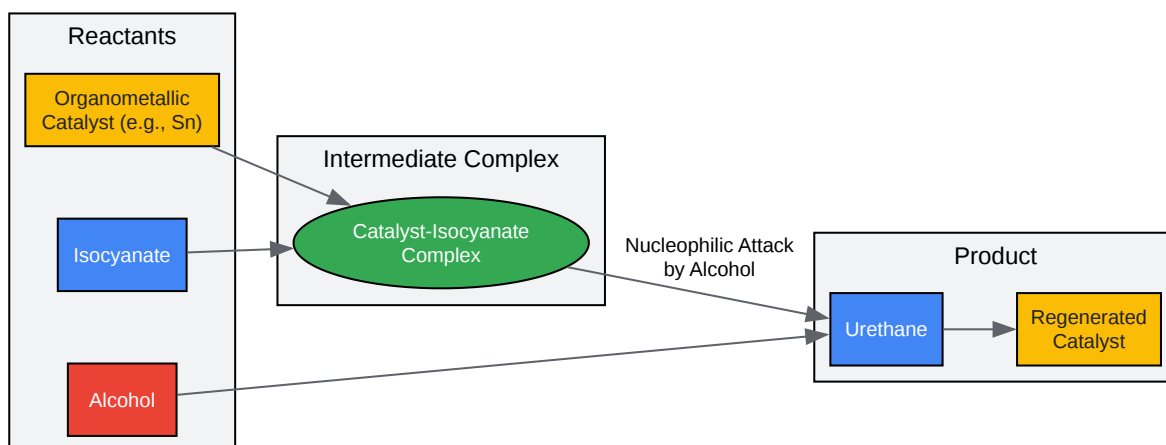 Reactants
Organometallic
Catalyst (e.g., Sn)
Isocyanate
Alcohol
Intermediate Complex
Catalyst-Isocyanate
Complex
Nucleophilic Attack
by Alcohol
Product
Urethane
Regenerated
Catalyst